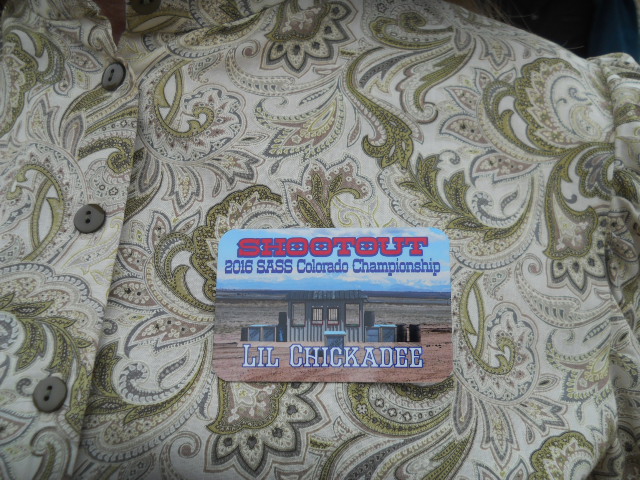 SHOOTOUT
2016 SASS Colorado Championship
LIL CHICKADEE